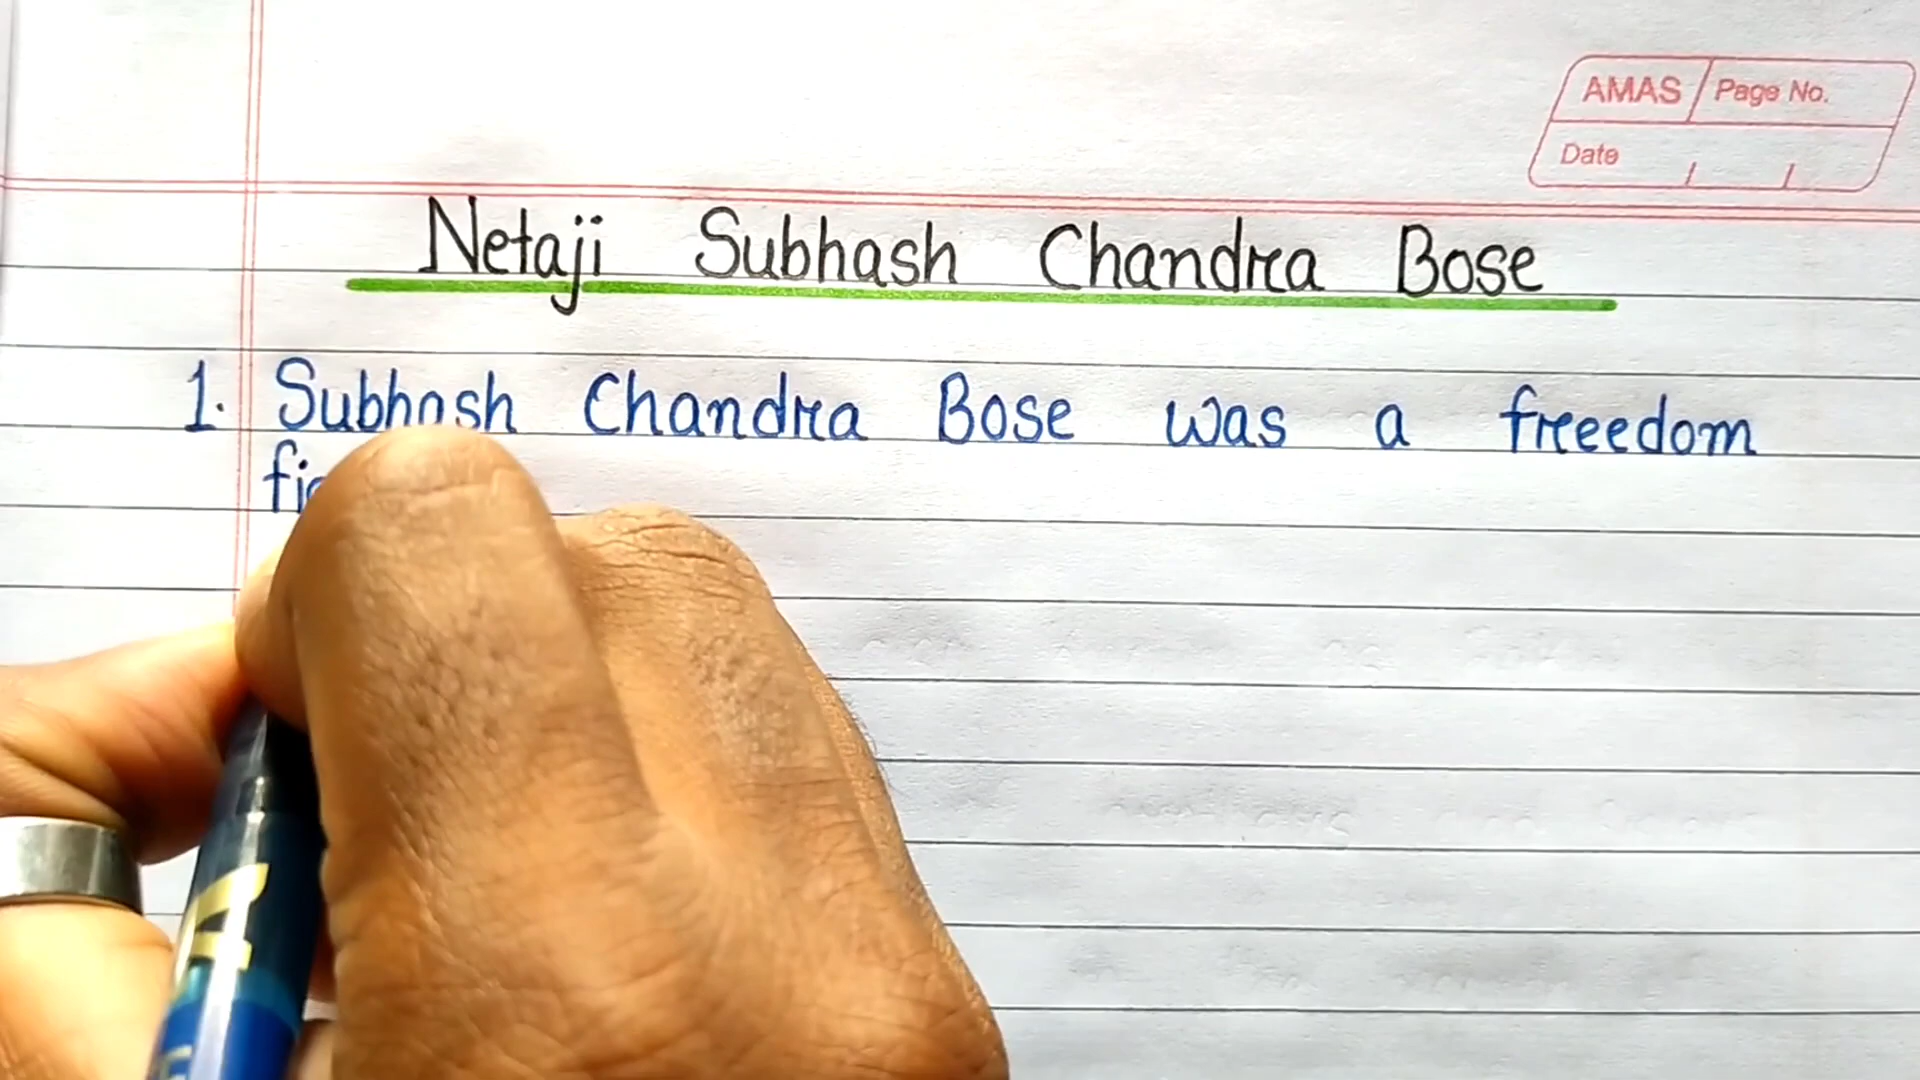 AMAS Page No.
Date
Netaji Subhash Chandra Bose
1. Subhash Chandra Bose was a freedom